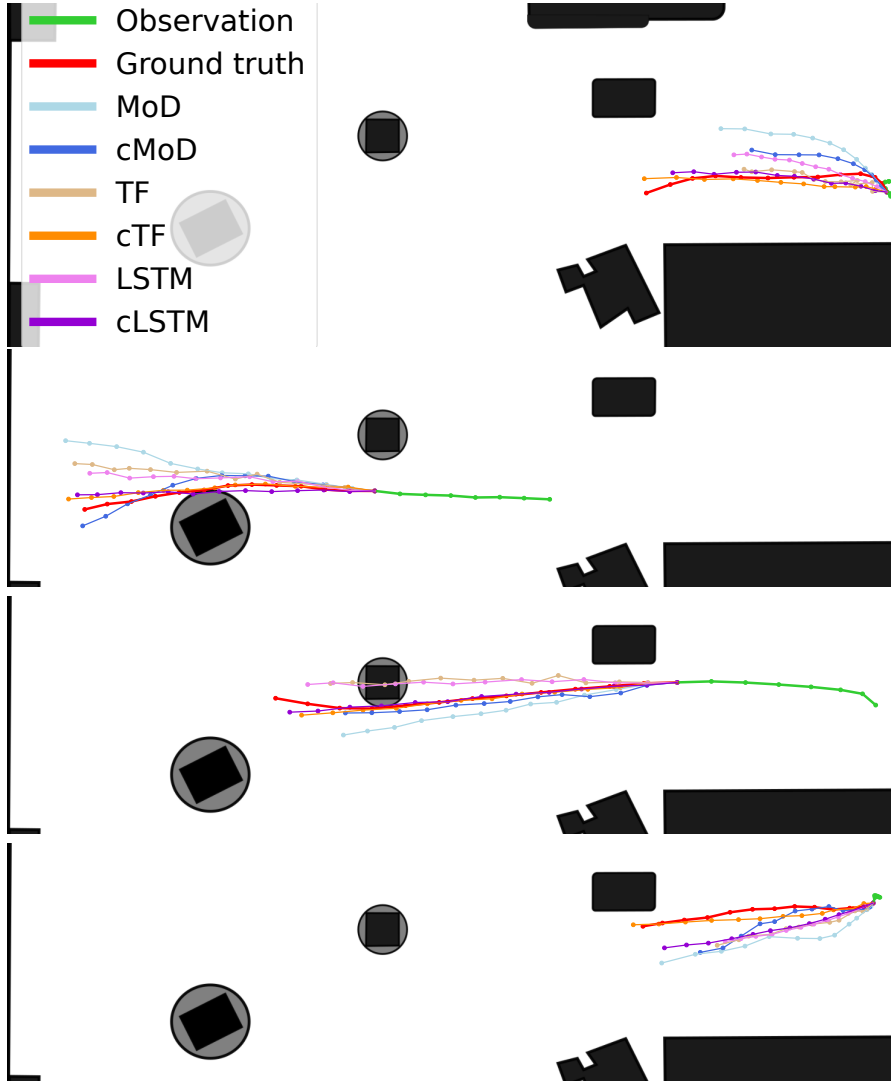 Observation
Ground truth
MoD
cMoD
TF
cTF
LSTM
cLSTM